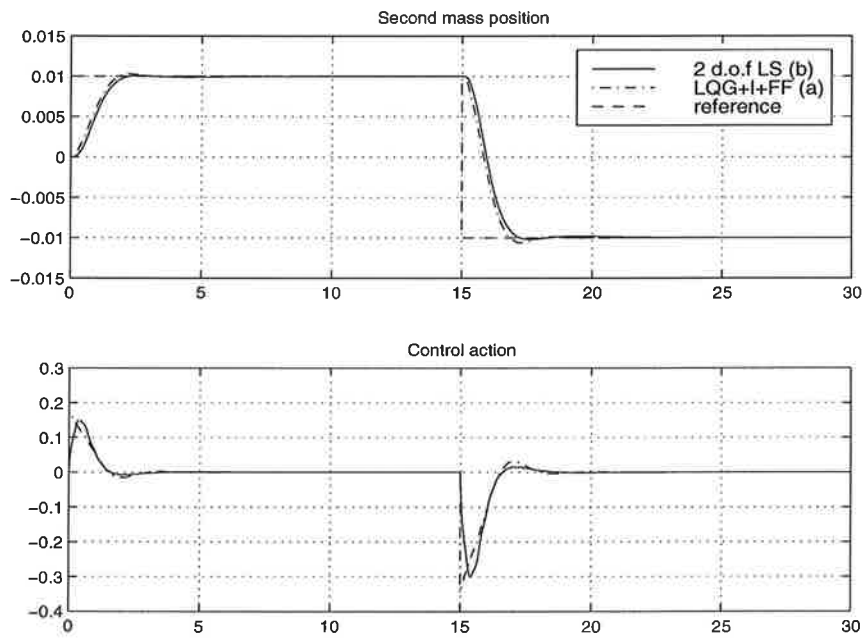 Second mass position
0.015
0.01
0.005
0
−0.005
−0.01
−0.015
2 d.o.f LS (b)
LQG+I+FF (a)
reference
0 5 10 15 20 25 30
Control action
0.3
0.2
0.1
0
−0.1
−0.2
−0.3
−0.4
0 5 10 15 20 25 30